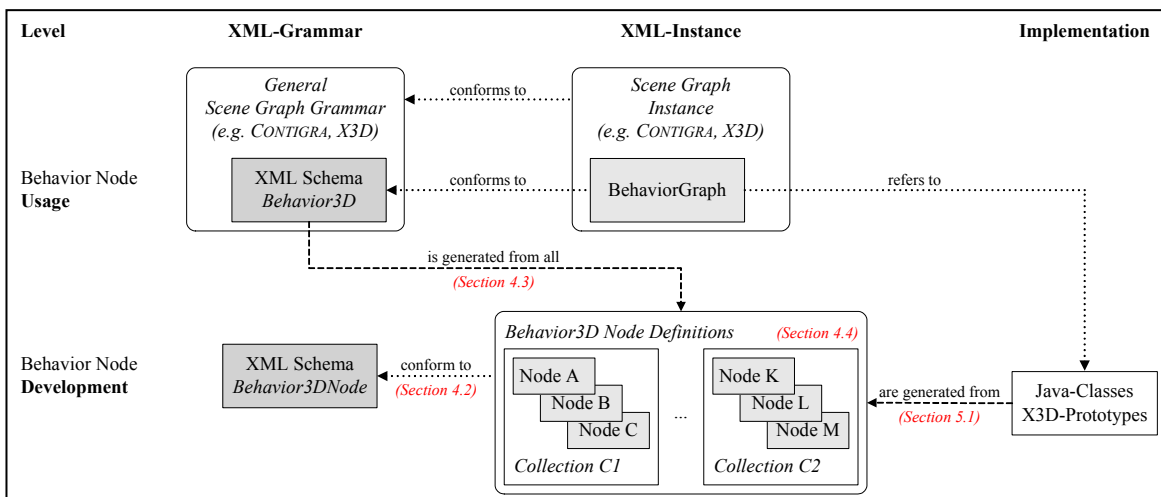 Level
XML-Grammar
XML-Instance
Implementation
General
Scene Graph Grammar
(e.g. CONTIGRA, X3D)
conforms to
Scene Graph
Instance
(e.g. CONTIGRA, X3D)
Behavior Node
Usage
XML Schema
Behavior3D
conforms to
BehaviorGraph
refers to
is generated from all
(Section 4.3)
Behavior3D Node Definitions
(Section 4.4)
Behavior Node
Development
XML Schema
Behavior3DNode
conform to
(Section 4.2)
Node A
Node B
Node C
Collection C1
...
Node K
Node L
Node M
Collection C2
are generated from
(Section 5.1)
Java-Classes
X3D-Prototypes